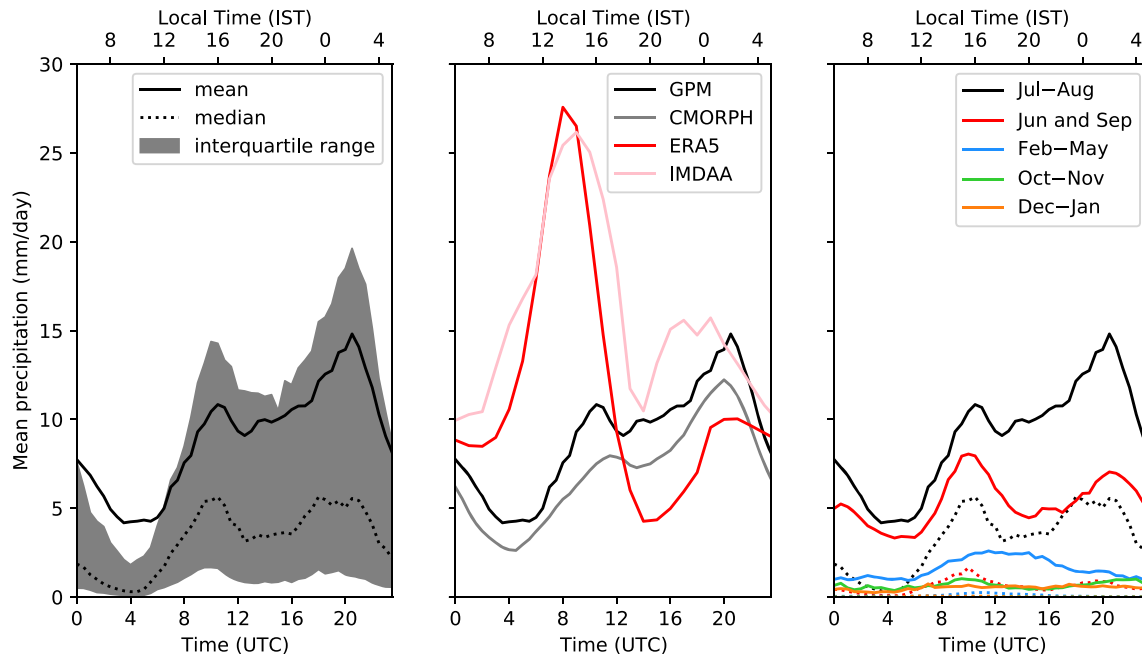 Local Time (IST)
8 12 16 20 0 4
Local Time (IST)
8 12 16 20 0 4
Local Time (IST)
8 12 16 20 0 4
30
25
20
15
10
5
0
Mean precipitation (mm/day)
mean
median
interquartile range
GPM
CMORPH
ERA5
IMDAA
Jul−Aug
Jun and Sep
Feb−May
Oct−Nov
Dec−Jan
0 4 8 12 16 20
Time (UTC)
0 4 8 12 16 20
Time (UTC)
0 4 8 12 16 20
Time (UTC)